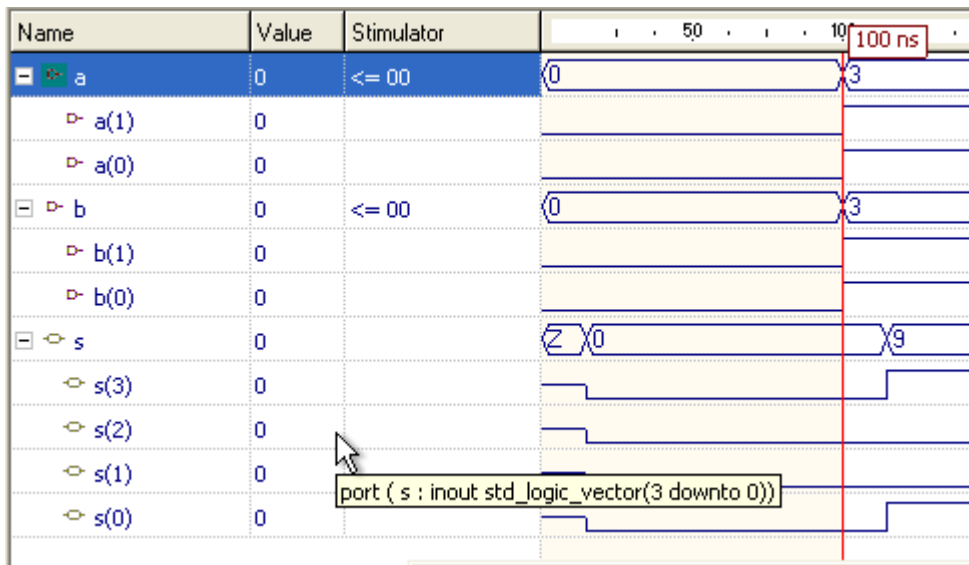 Name Value Stimulator 50 100 ns
a 0 <= 00 0 3
a(1) 0
a(0) 0
b 0 <= 00 0 3
b(1) 0
b(0) 0
s 0 Z 0 9
s(3) 0
s(2) 0
s(1) 0
port ( s : inout std_logic_vector(3 downto 0))
s(0) 0